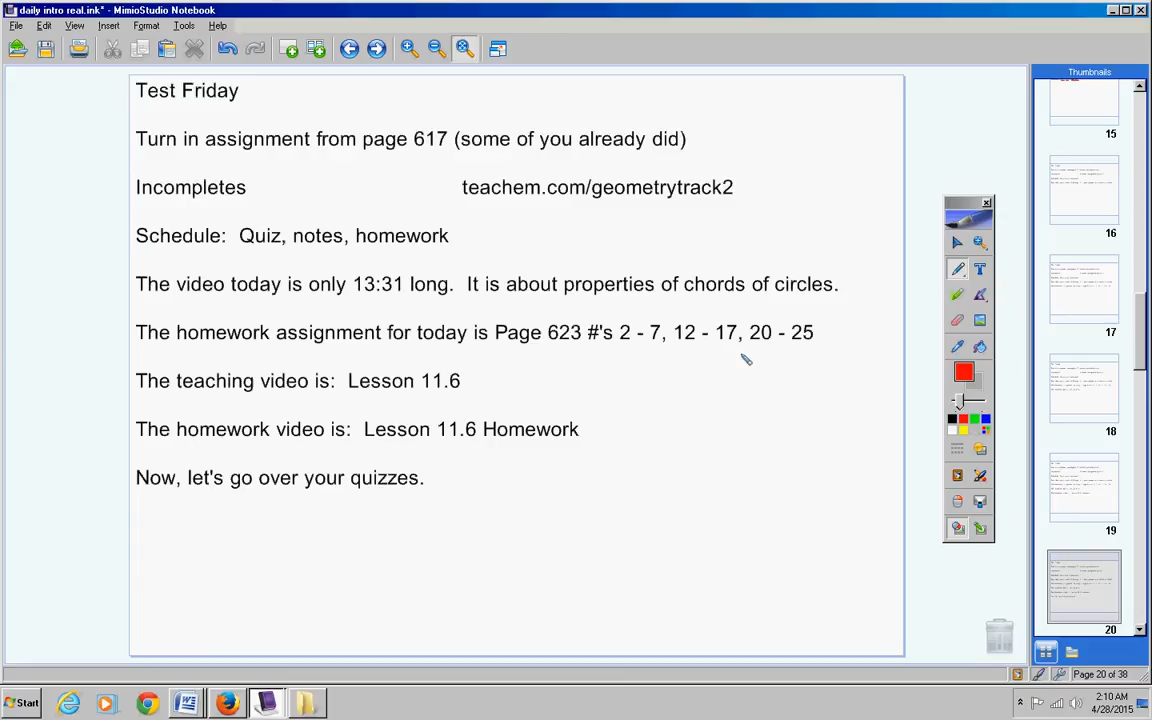 daily intro real.ink* - MimioStudio Notebook
File Edit View Insert Format Tools Help
Test Friday
Turn in assignment from page 617 (some of you already did)
Incompletes teachem.com/geometrytrack2
Schedule: Quiz, notes, homework
The video today is only 13:31 long. It is about properties of chords of circles.
The homework assignment for today is Page 623 #'s 2 - 7, 12 - 17, 20 - 25
The teaching video is: Lesson 11.6
The homework video is: Lesson 11.6 Homework
Now, let's go over your quizzes.
Thumbnails
15
16
17
18
19
20
Page 20 of 38
Start
2:10 AM
4/28/2015